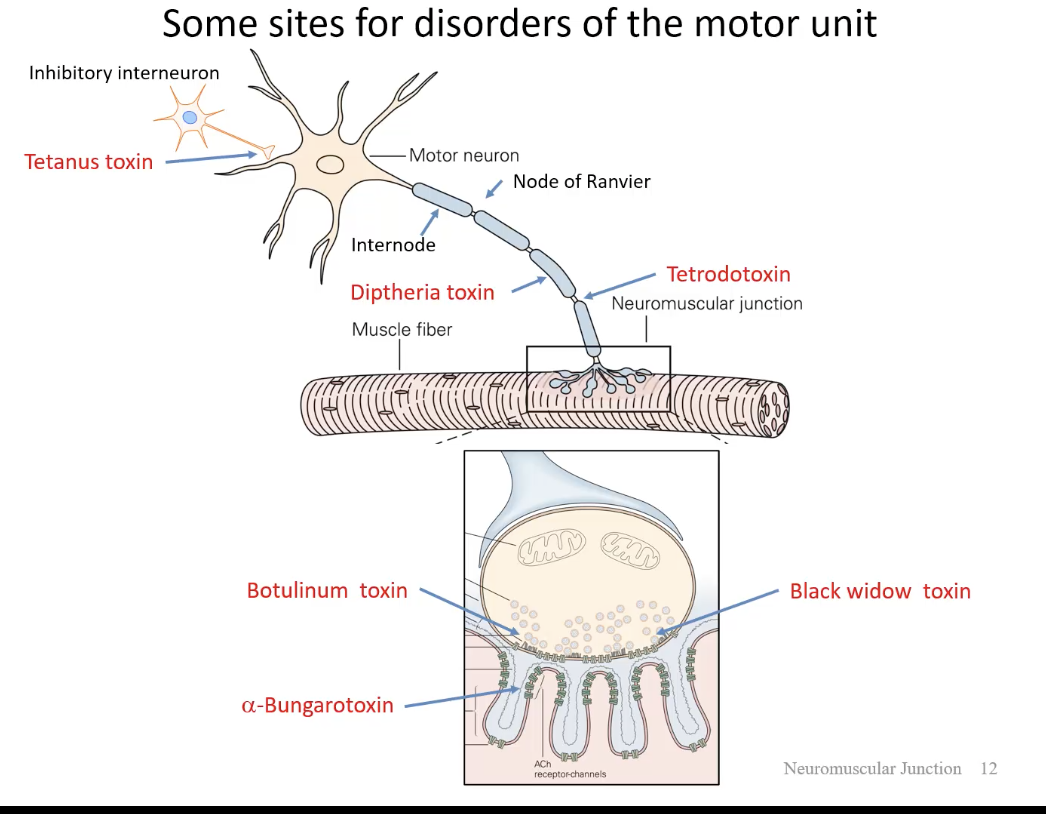 Some sites for disorders of the motor unit
Inhibitory interneuron
Tetanus toxin
Motor neuron
Node of Ranvier
Internode
Tetrodotoxin
Diptheria toxin
Neuromuscular junction
Muscle fiber
Botulinum toxin
Black widow toxin
α-Bungarotoxin
ACh
receptor-channels
Neuromuscular Junction 12